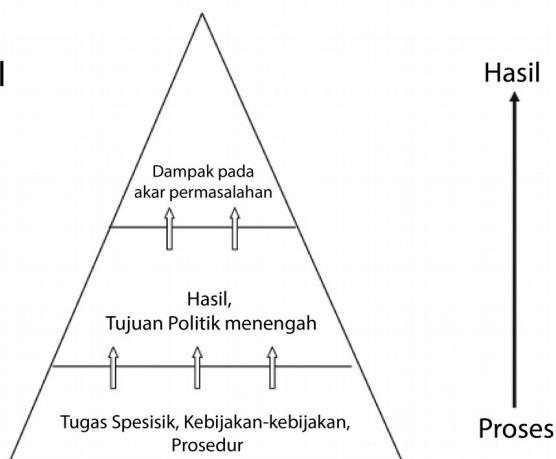 l
Hasil
Dampak pada
akar permasalahan
Hasil,
Tujuan Politik menengah
Tugas Spesisik, Kebijakan-kebijakan,
Prosedur
Proses